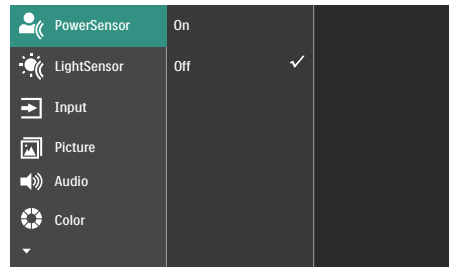 PowerSensor
On
LightSensor
Off
Input
Picture
Audio
Color